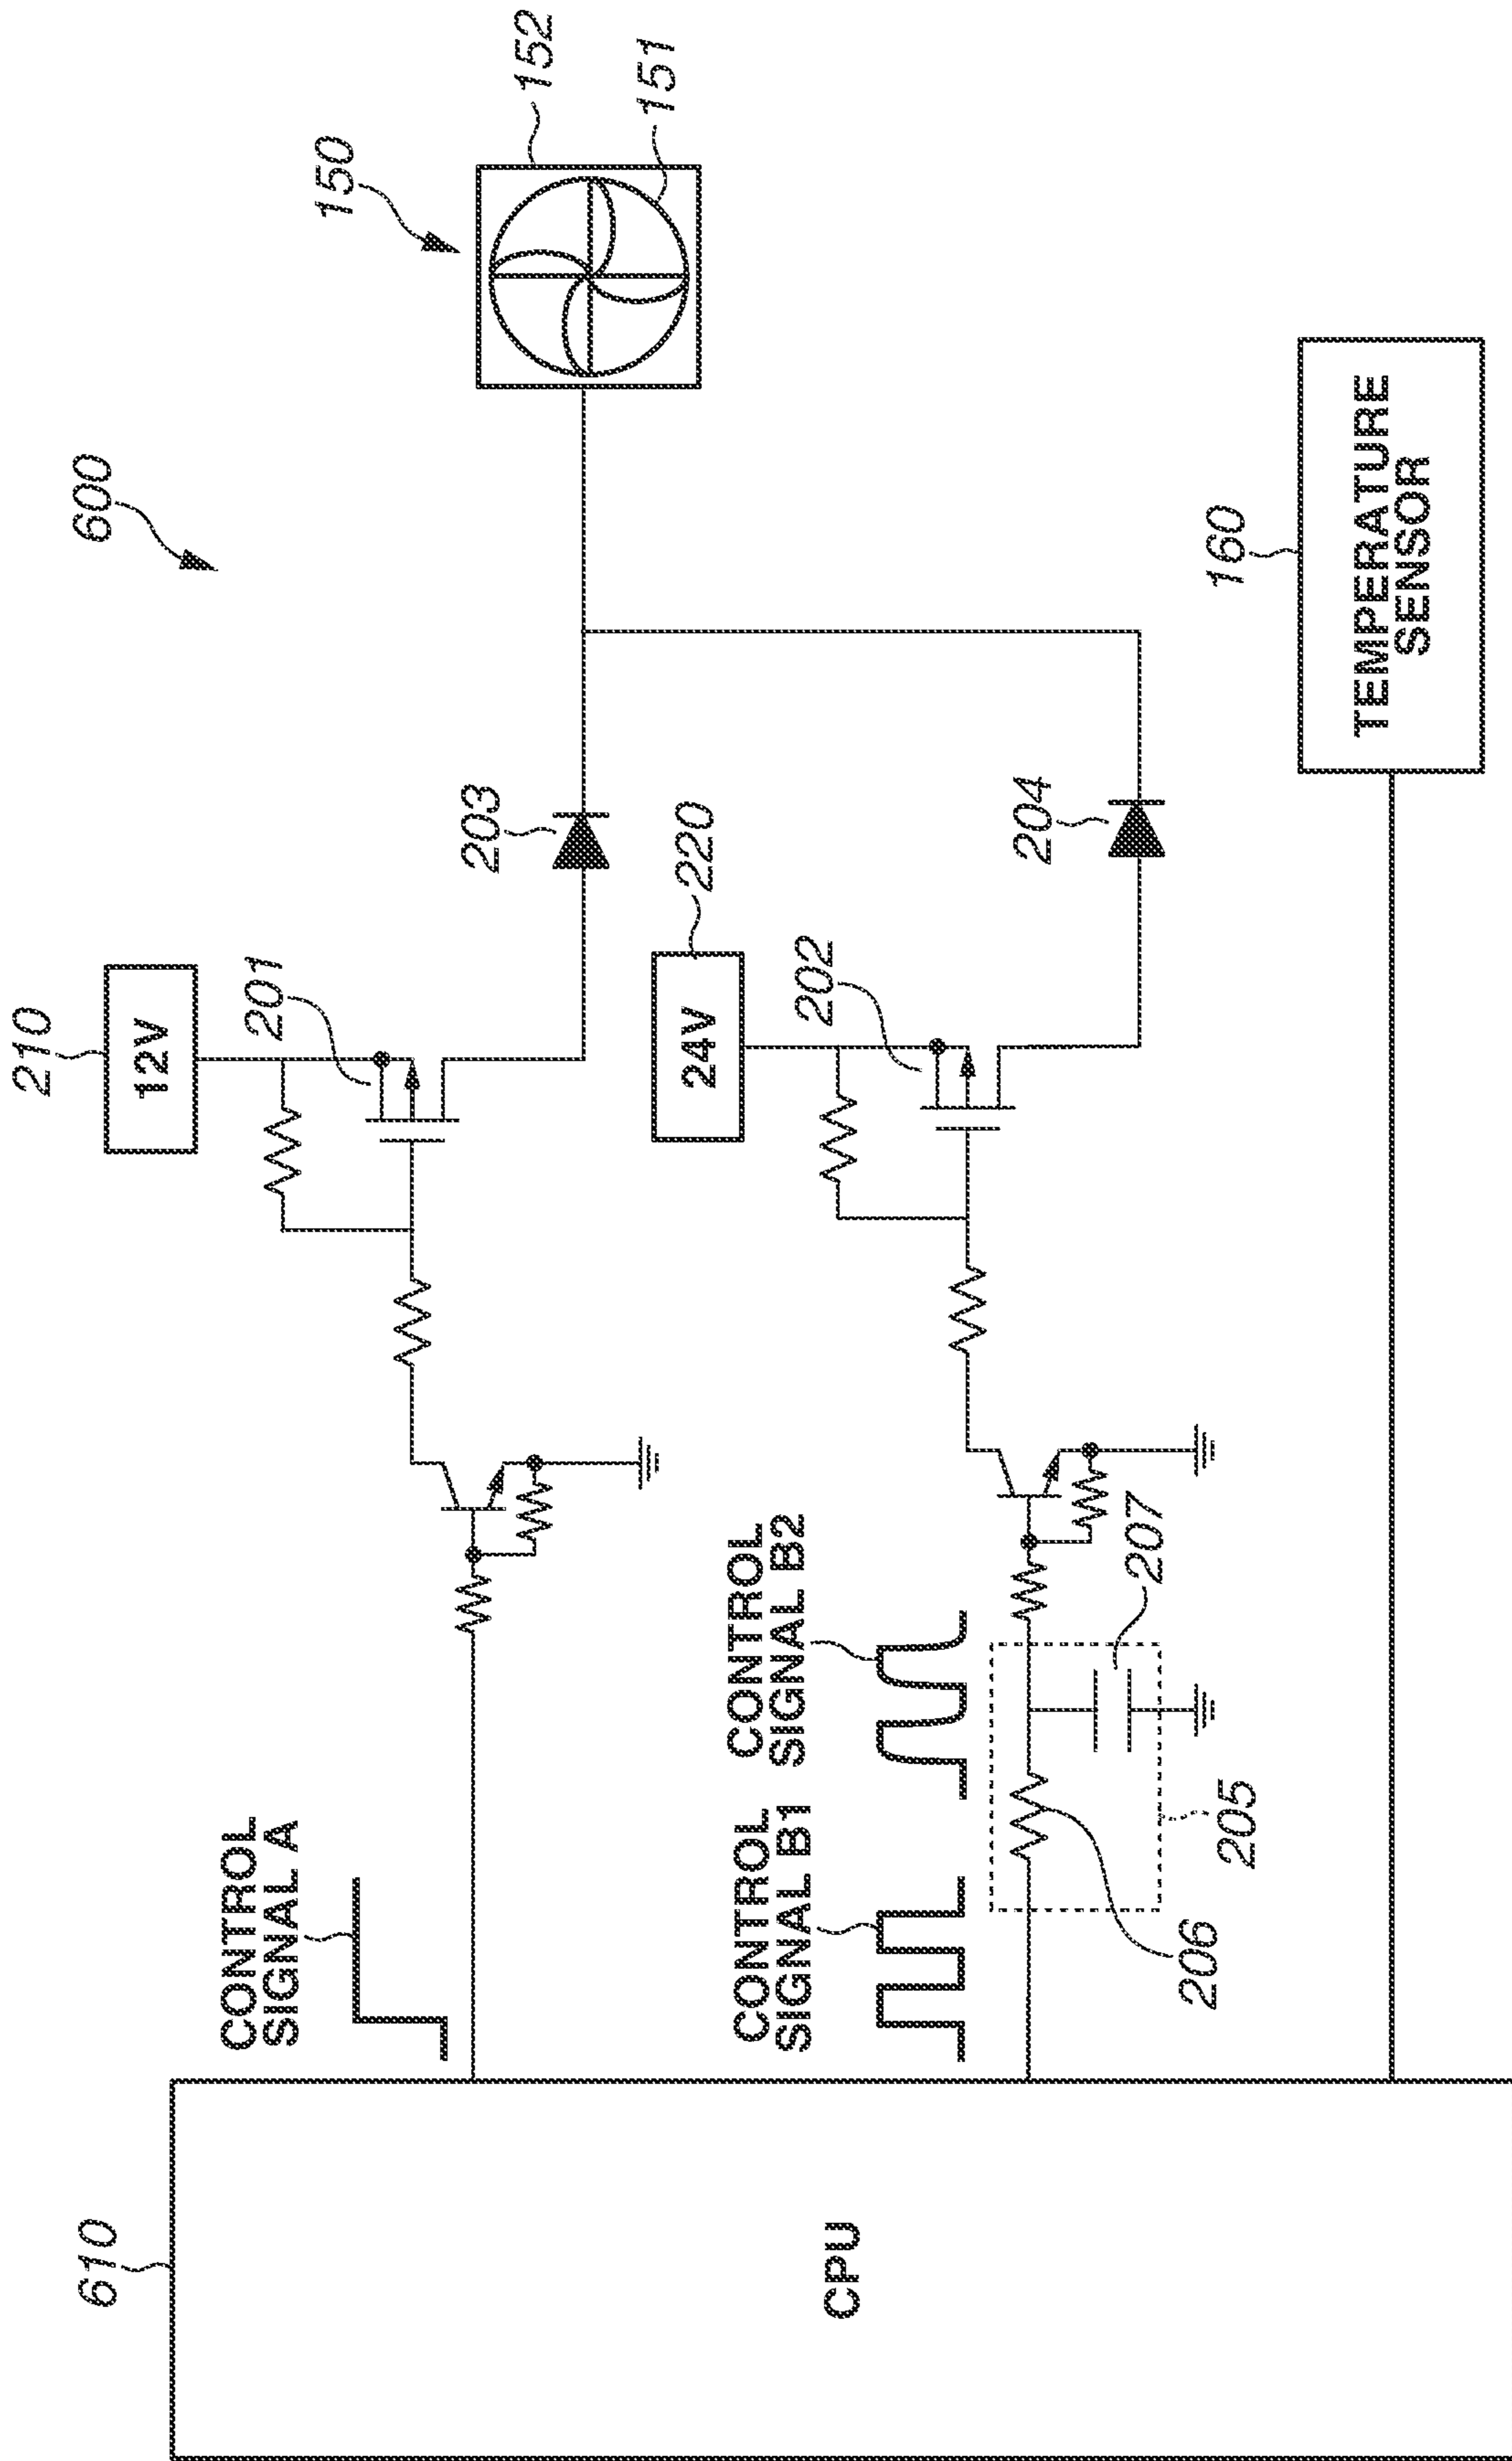 600
610
CPU
CONTROL
SIGNAL A
210
12V
201
203
150
152
151
CONTROL
SIGNAL B1
CONTROL
SIGNAL B2
220
24V
202
204
206
205
207
160
TEMPERATURE
SENSOR